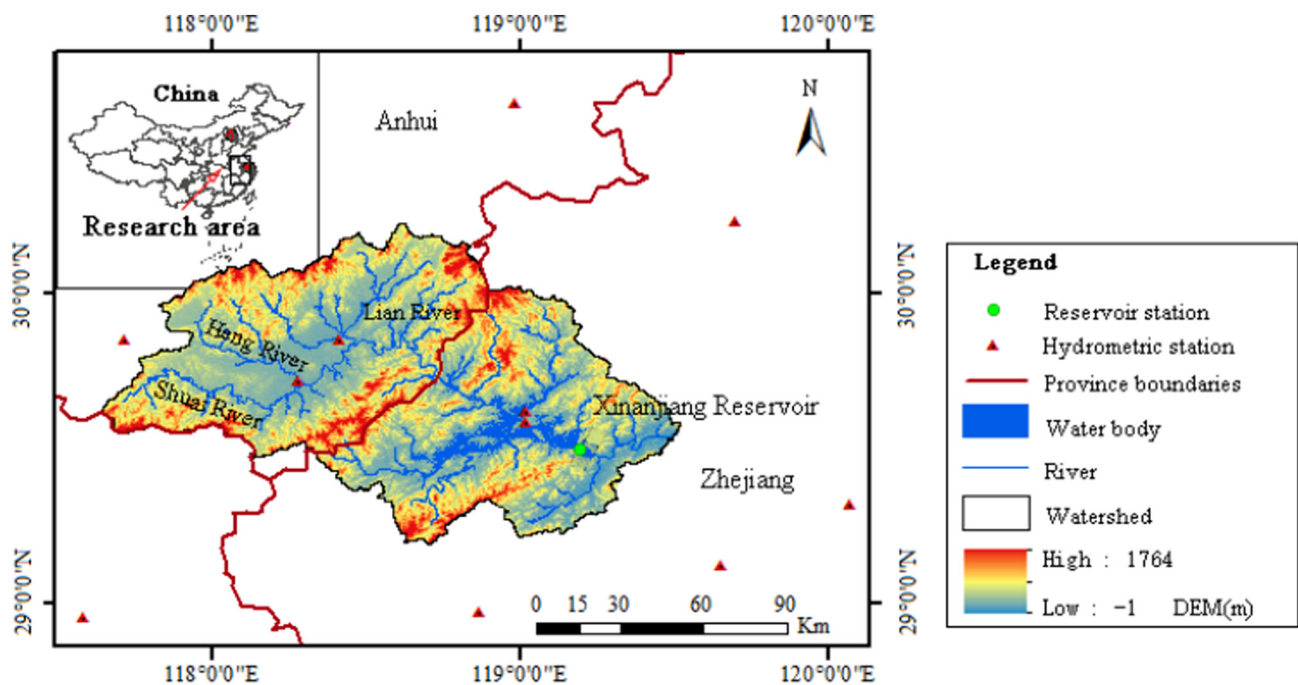 118°0'0"E 119°0'0"E 120°0'0"E
China
Research area
Anhui
N
30°0'0"N
30°0'0"N
Lian River
Heng River
Shuai River
Xinanjiang Reservoir
Zhejiang
29°0'0"N
29°0'0"N
0 15 30 60 90
Km
118°0'0"E 119°0'0"E 120°0'0"E
Legend
Reservoir station
Hydrometric station
Province boundaries
Water body
River
Watershed
High : 1764
Low : -1 DEM(m)